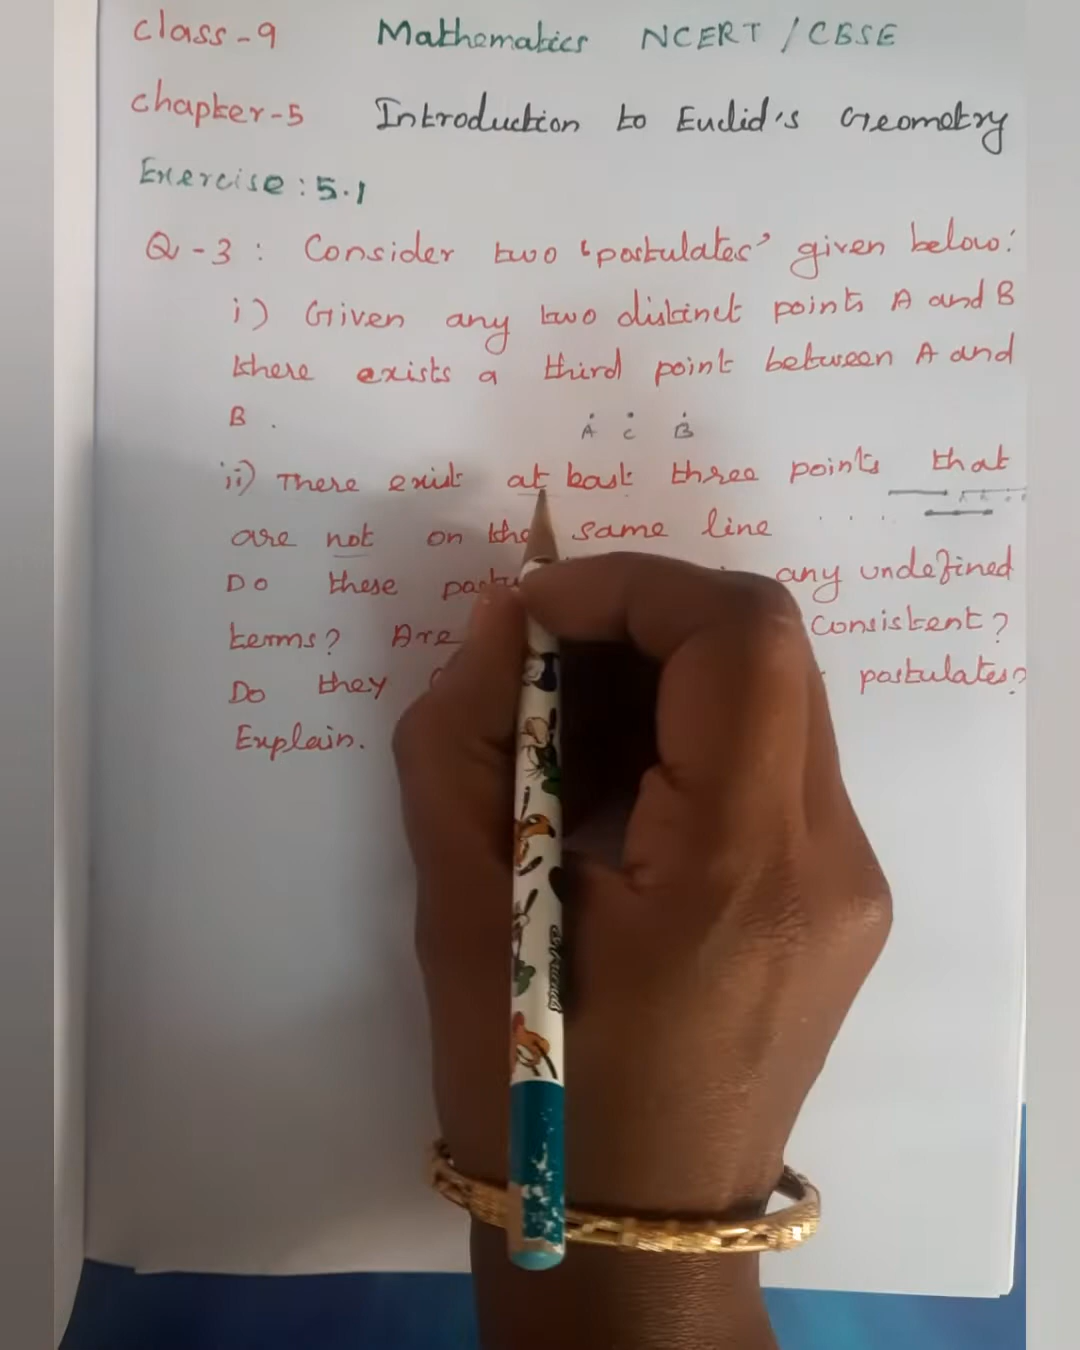 class-9 Mathematics NCERT / CBSE
chapter-5 Introduction to Euclid's Geometry
Exercise: 5.1
Q-3: Consider two 'postulates' given below:
i) Given any two distinct points A and B
there exists a third point between A and
B.
A C B
ii) There exist at least three points that
are not on the same line
Do these any undefined
terms? Are consistent?
Do they postulates?
Explain.